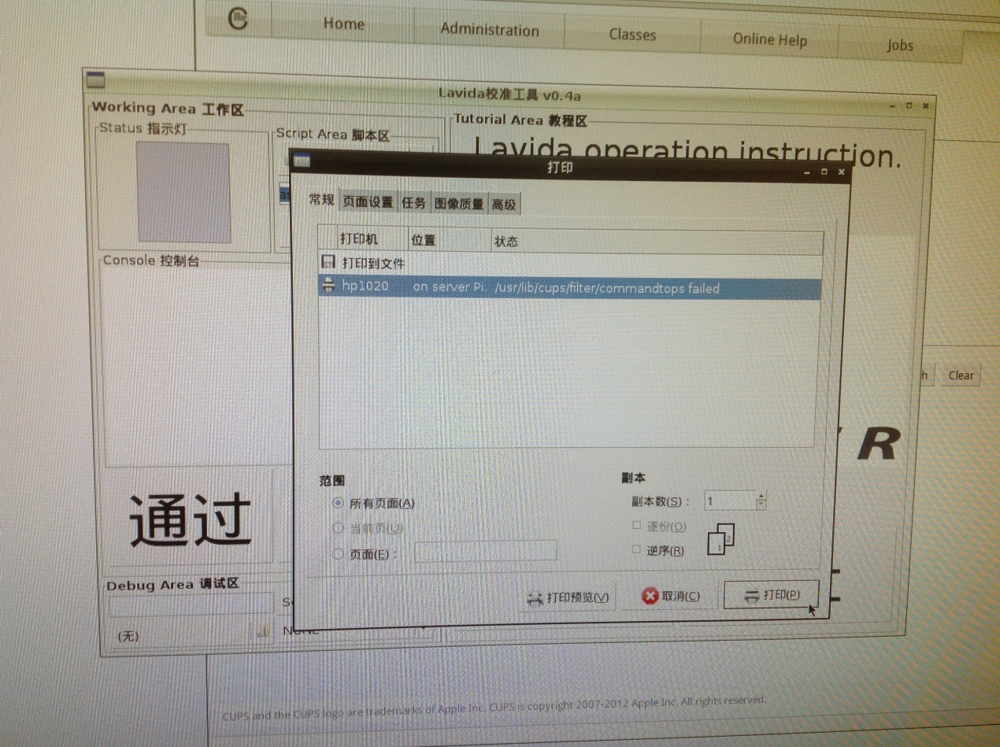 Home Administration Classes Online Help Jobs
Lavida校准工具 v0.4a
Working Area 工作区
Status 指示灯
Script Area 脚本区
Tutorial Area 教程区
Lavida operation instruction.
打印
常规 页面设置 任务 图像质量 高级
打印机 位置 状态
打印到文件
hp1020 on server Pi. /usr/lib/cups/filter/commandtops failed
Console 控制台
Clear
R
范围
所有页面(A)
当前页(U)
页面(E)：
副本
副本数(S)： 1
逐份(O)
逆序(R)
1 2
通过
打印预览(V) 取消(C) 打印(P)
Debug Area 调试区
(无)
NONE
CUPS and the CUPS logo are trademarks of Apple Inc. CUPS is copyright 2007-2012 Apple Inc. All rights reserved.